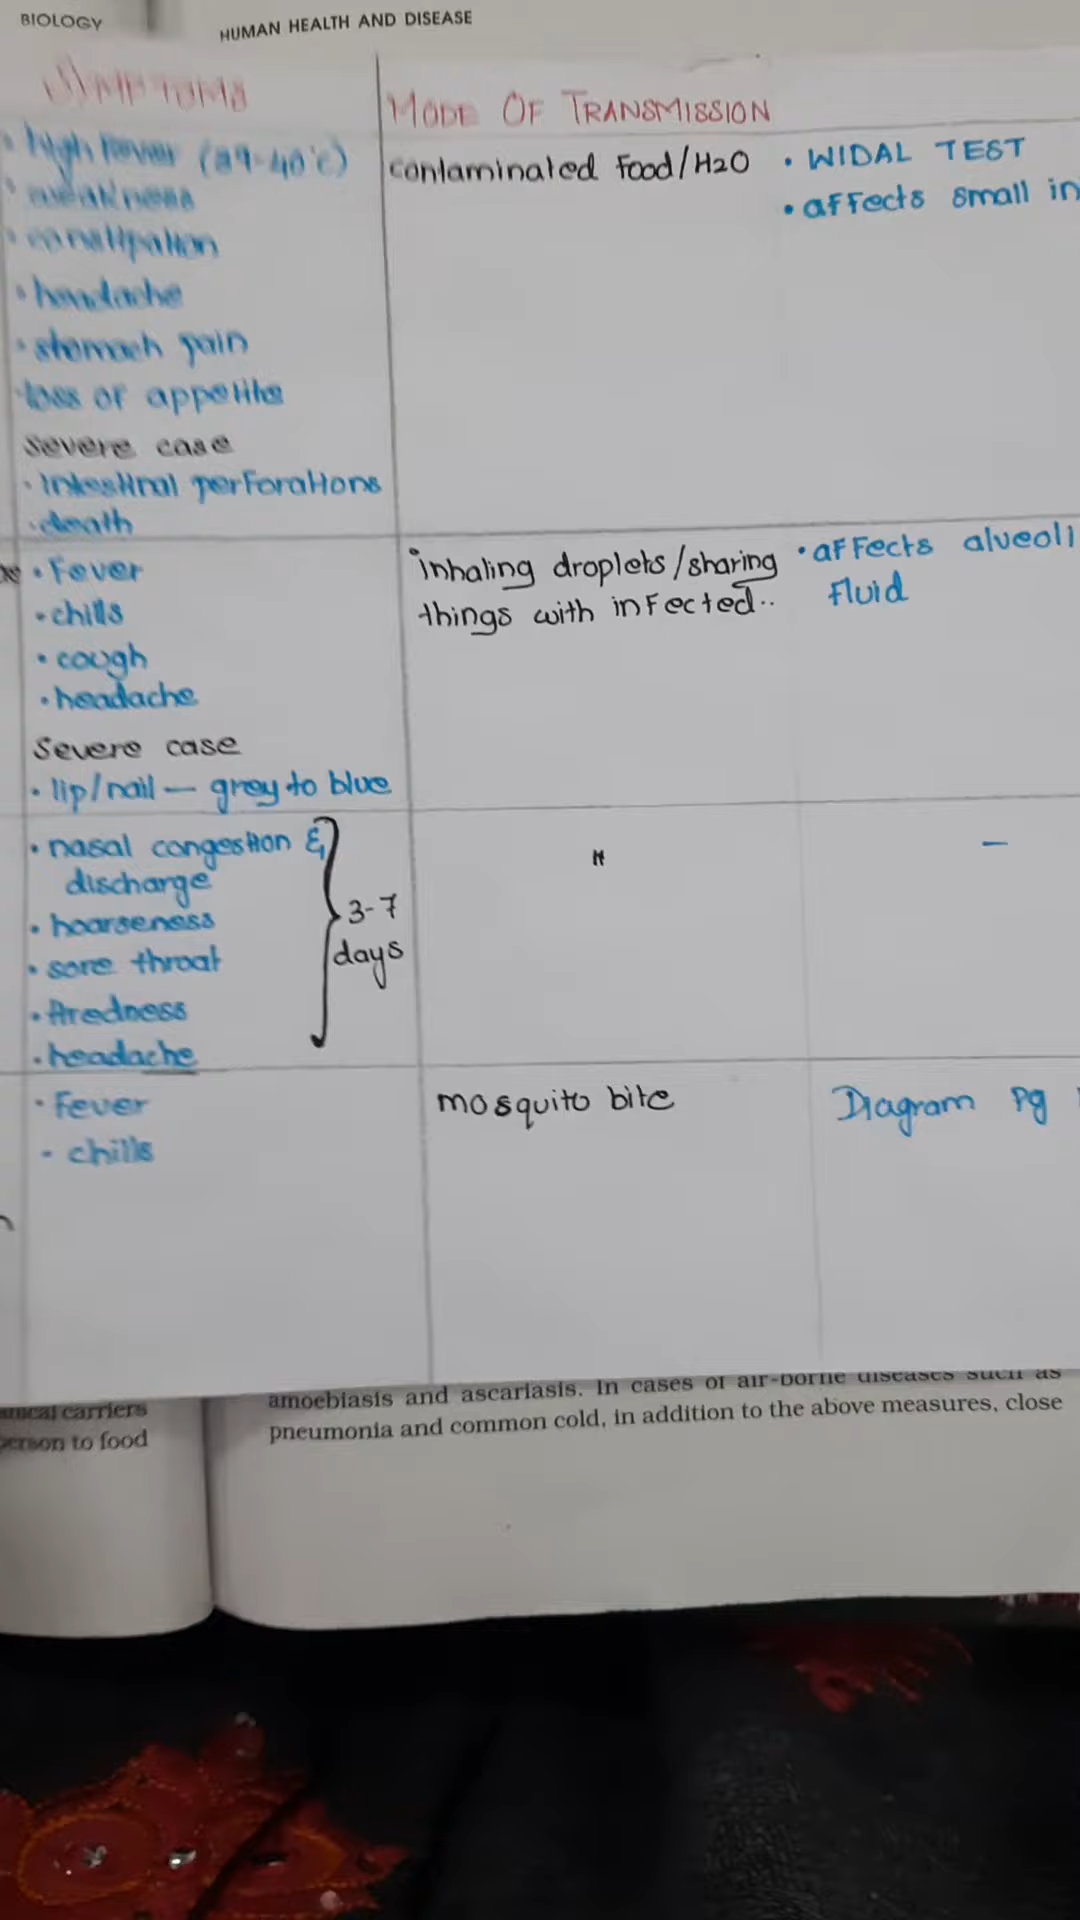 BIOLOGY
HUMAN HEALTH AND DISEASE
SYMPTOMS
MODE OF TRANSMISSION
• high fever (39-40°c)
• weakness
• constipation
• headache
• stomach pain
loss of appetite
severe case
• intestinal perforations
• death
contaminated food/H2O
• WIDAL TEST
• affects small in
• fever
• chills
• cough
• headache
severe case
• lip/nail — grey to blue
inhaling droplets/sharing
things with infected..
• affects alveoli
fluid
• nasal congestion &
discharge
• hoarseness
• sore throat
• tiredness
• headache
3-7
days
"
—
• fever
• chills
mosquito bite
Diagram Pg
amoebiasis and ascariasis. In cases of air-borne diseases such as
pneumonia and common cold, in addition to the above measures, close
carriers
person to food